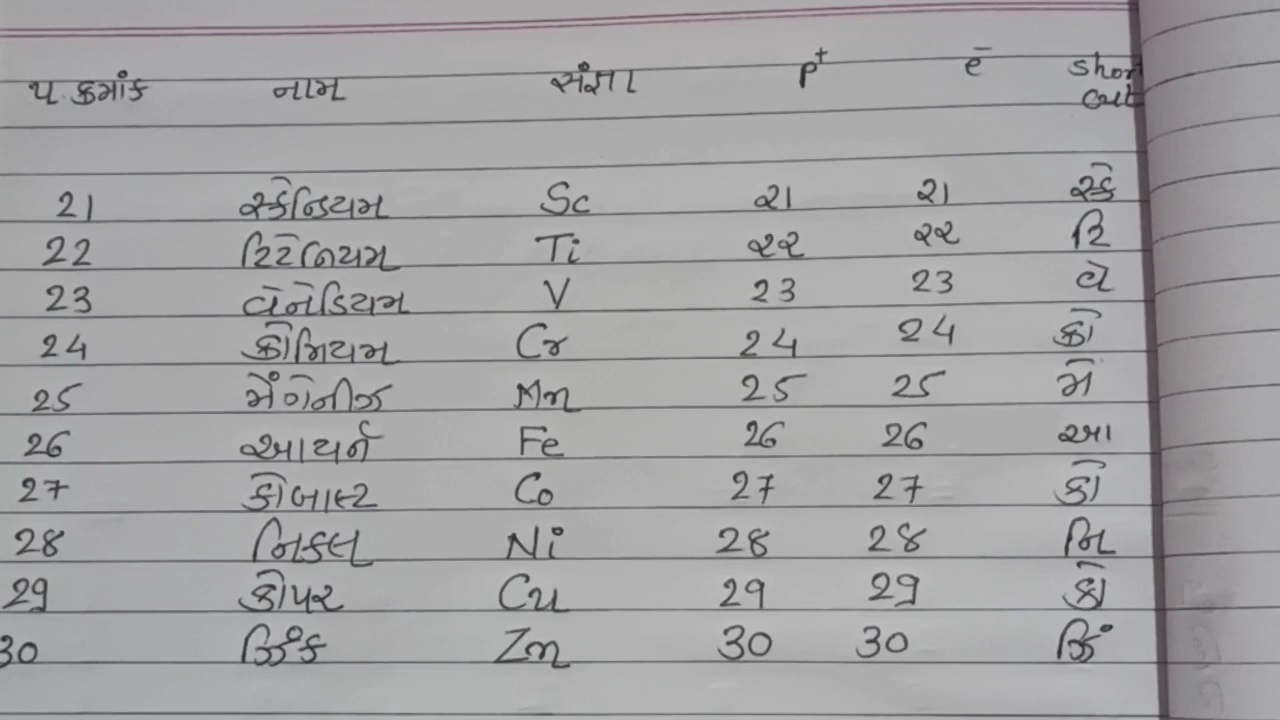 પ. ક્રમાંક નામ સંજ્ઞા p⁺ e⁻ short cut
21 સ્કેન્ડિયમ Sc ૨1 ૨1 સ્કે
22 ટિટેનિયમ Ti ૨૨ ૨૨ ટિ
23 વેનેડિયમ V 23 23 વે
24 ક્રોમિયમ Cr 24 24 ક્રો
25 મેંગેનીઝ Mn 25 25 મે
26 આયર્ન Fe 26 26 આ
27 કોબાલ્ટ Co 27 27 કો
28 નિકલ Ni 28 28 નિ
29 કોપર Cu 29 29 કો
30 ઝિંક Zn 30 30 ઝિં